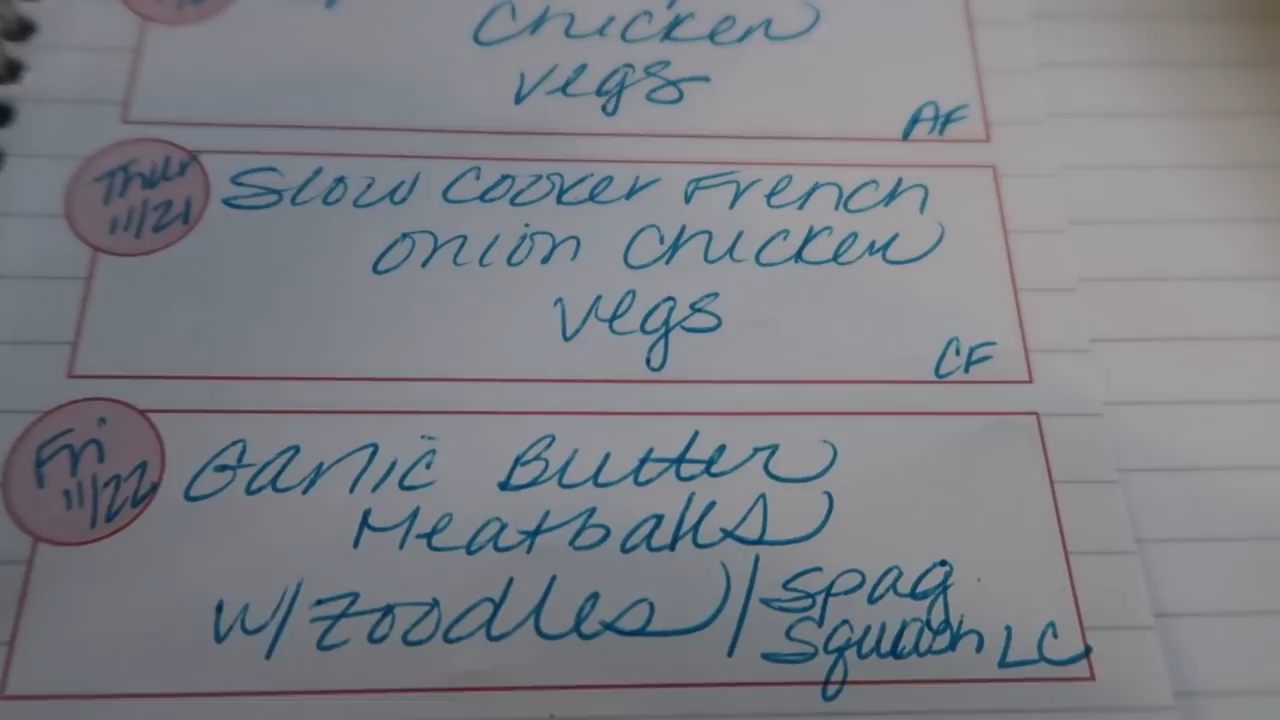 Chicken
vegs
AF
Thur
11/21
Slow Cooker French
onion Chicken
vegs
CF
Fri
11/22
Garlic Butter
Meatballs
w/ Zoodles / Spag
Squash LC